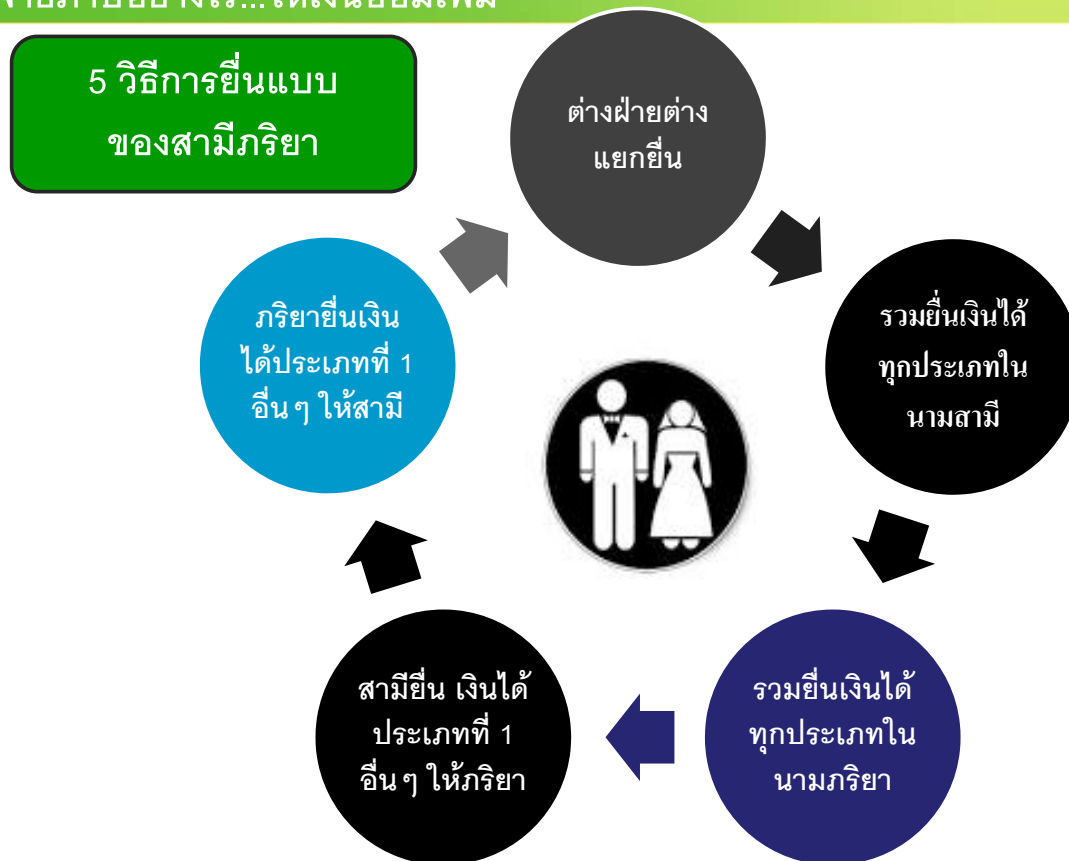 5 วิธีการยื่นแบบ
ของสามีภริยา
ต่างฝ่ายต่าง
แยกยื่น
รวมยื่นเงินได้
ทุกประเภทใน
นามสามี
รวมยื่นเงินได้
ทุกประเภทใน
นามภริยา
สามียื่น เงินได้
ประเภทที่ 1
อื่น ๆ ให้ภริยา
ภริยายื่นเงิน
ได้ประเภทที่ 1
อื่น ๆ ให้สามี